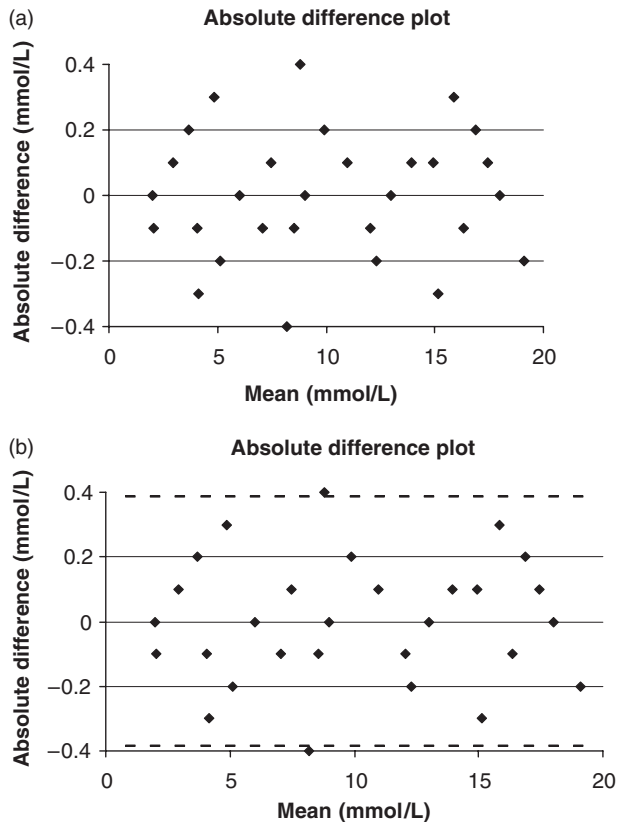 (a)
Absolute difference plot
Absolute difference (mmol/L)
0.4
0.2
0
−0.2
−0.4
0 5 10 15 20
Mean (mmol/L)
(b)
Absolute difference plot
Absolute difference (mmol/L)
0.4
0.2
0
−0.2
−0.4
0 5 10 15 20
Mean (mmol/L)